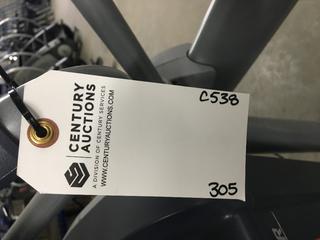 CENTURY
AUCTIONS
A DIVISION OF CENTURY SERVICES
WWW.CENTURYAUCTIONS.COM
C538
305